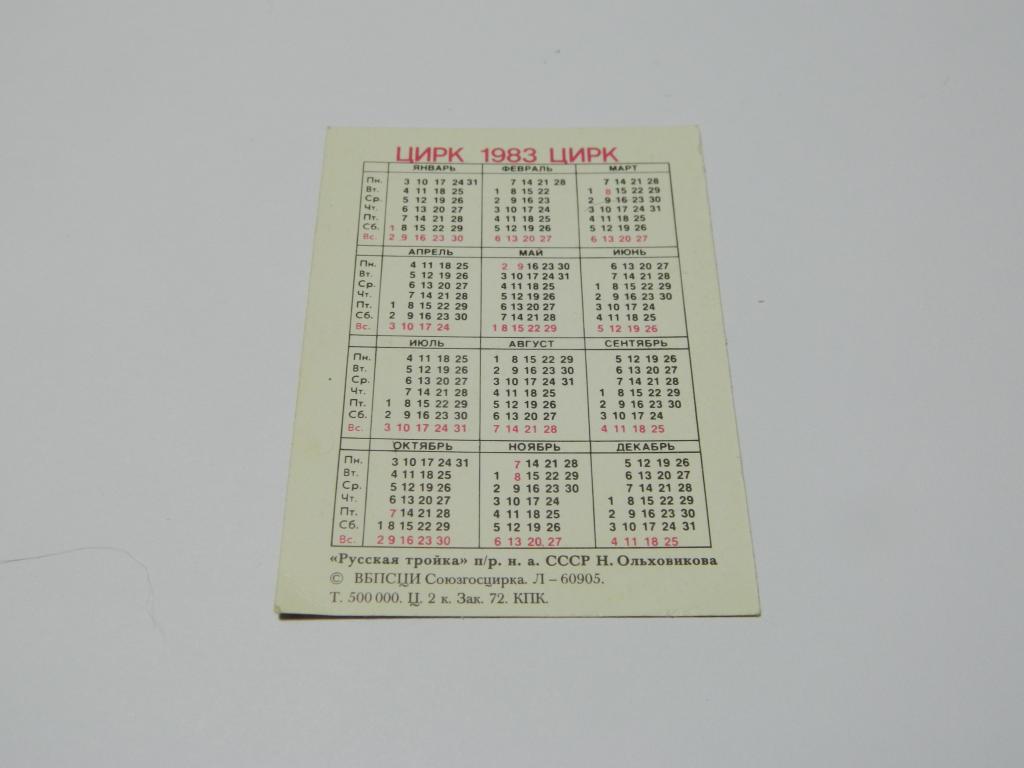 ЦИРК 1983 ЦИРК
ЯНВАРЬ ФЕВРАЛЬ МАРТ
Пн. 3 10 17 24 31 7 14 21 28 7 14 21 28
Вт. 4 11 18 25 1 8 15 22 1 8 15 22 29
Ср. 5 12 19 26 2 9 16 23 2 9 16 23 30
Чт. 6 13 20 27 3 10 17 24 3 10 17 24 31
Пт. 7 14 21 28 4 11 18 25 4 11 18 25
Сб. 1 8 15 22 29 5 12 19 26 5 12 19 26
Вс. 2 9 16 23 30 6 13 20 27 6 13 20 27
АПРЕЛЬ МАЙ ИЮНЬ
Пн. 4 11 18 25 2 9 16 23 30 6 13 20 27
Вт. 5 12 19 26 3 10 17 24 31 7 14 21 28
Ср. 6 13 20 27 4 11 18 25 1 8 15 22 29
Чт. 7 14 21 28 5 12 19 26 2 9 16 23 30
Пт. 1 8 15 22 29 6 13 20 27 3 10 17 24
Сб. 2 9 16 23 30 7 14 21 28 4 11 18 25
Вс. 3 10 17 24 1 8 15 22 29 5 12 19 26
ИЮЛЬ АВГУСТ СЕНТЯБРЬ
Пн. 4 11 18 25 1 8 15 22 29 5 12 19 26
Вт. 5 12 19 26 2 9 16 23 30 6 13 20 27
Ср. 6 13 20 27 3 10 17 24 31 7 14 21 28
Чт. 7 14 21 28 4 11 18 25 1 8 15 22 29
Пт. 1 8 15 22 29 5 12 19 26 2 9 16 23 30
Сб. 2 9 16 23 30 6 13 20 27 3 10 17 24
Вс. 3 10 17 24 31 7 14 21 28 4 11 18 25
ОКТЯБРЬ НОЯБРЬ ДЕКАБРЬ
Пн. 3 10 17 24 31 7 14 21 28 5 12 19 26
Вт. 4 11 18 25 1 8 15 22 29 6 13 20 27
Ср. 5 12 19 26 2 9 16 23 30 7 14 21 28
Чт. 6 13 20 27 3 10 17 24 1 8 15 22 29
Пт. 7 14 21 28 4 11 18 25 2 9 16 23 30
Сб. 1 8 15 22 29 5 12 19 26 3 10 17 24 31
Вс. 2 9 16 23 30 6 13 20 27 4 11 18 25
«Русская тройка» п/р. н. а. СССР Н. Ольховикова
© ВБПСЦИ Союзгосцирка. Л – 60905.
Т. 500 000. Ц. 2 к. Зак. 72. КПК.